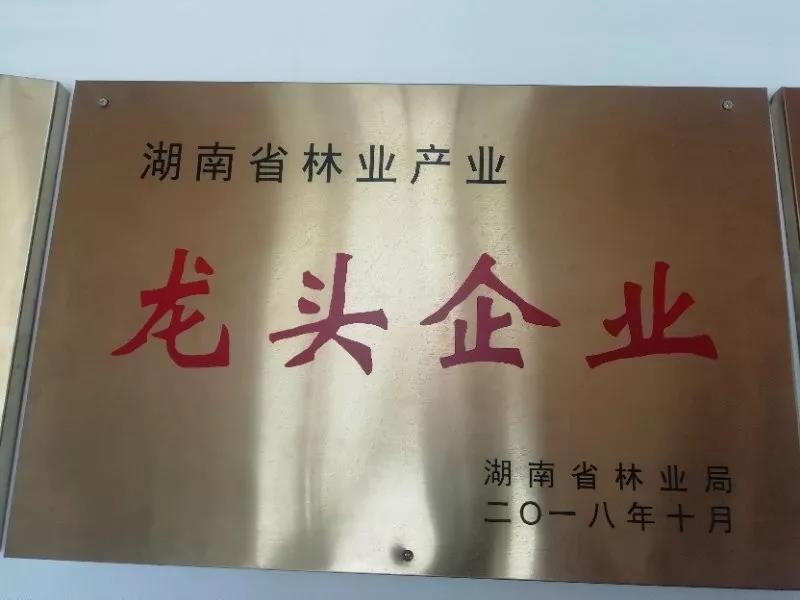 湖南省林业产业
龙头企业
湖南省林业局
二〇一八年十月